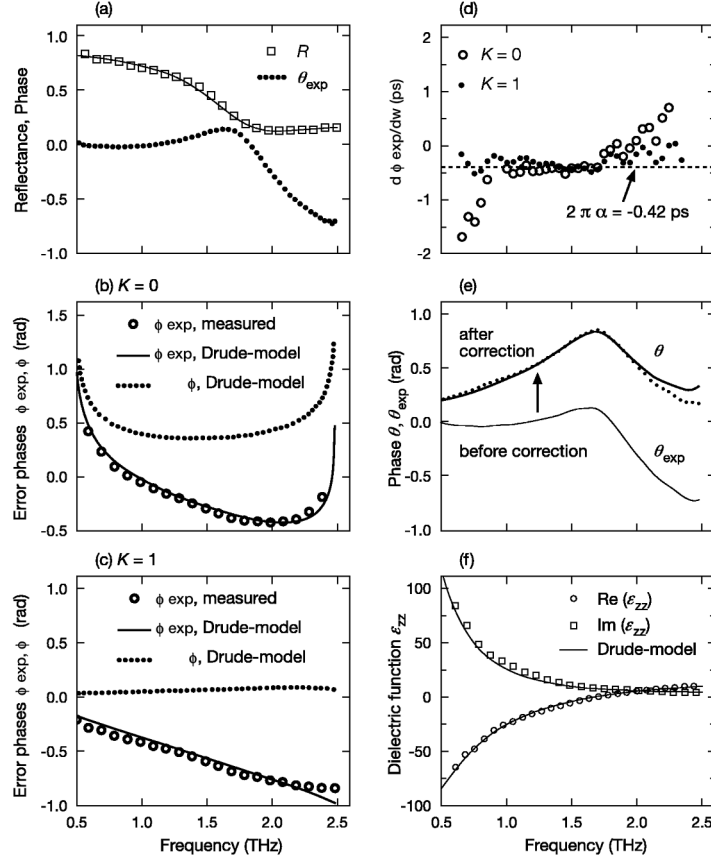 (a)
1.0
0.5
0.0
-0.5
-1.0
Reflectance, Phase
R
θexp
(b) K = 0
1.5
1.0
0.5
0.0
-0.5
Error phases ϕ exp, ϕ (rad)
ϕ exp, measured
ϕ exp, Drude-model
ϕ, Drude-model
(c) K = 1
1.0
0.5
0.0
-0.5
-1.0
Error phases ϕ exp, ϕ (rad)
ϕ exp, measured
ϕ exp, Drude-model
ϕ, Drude-model
0.5 1.0 1.5 2.0 2.5
Frequency (THz)
(d)
2
1
0
-1
-2
d ϕ exp/dw (ps)
K = 0
K = 1
2 π α = -0.42 ps
(e)
1.0
0.5
0.0
-0.5
-1.0
Phase θ, θexp (rad)
after
correction
θ
before correction
θexp
(f)
100
50
0
-50
-100
Dielectric function εzz
Re (εzz)
Im (εzz)
Drude-model
0.5 1.0 1.5 2.0 2.5
Frequency (THz)